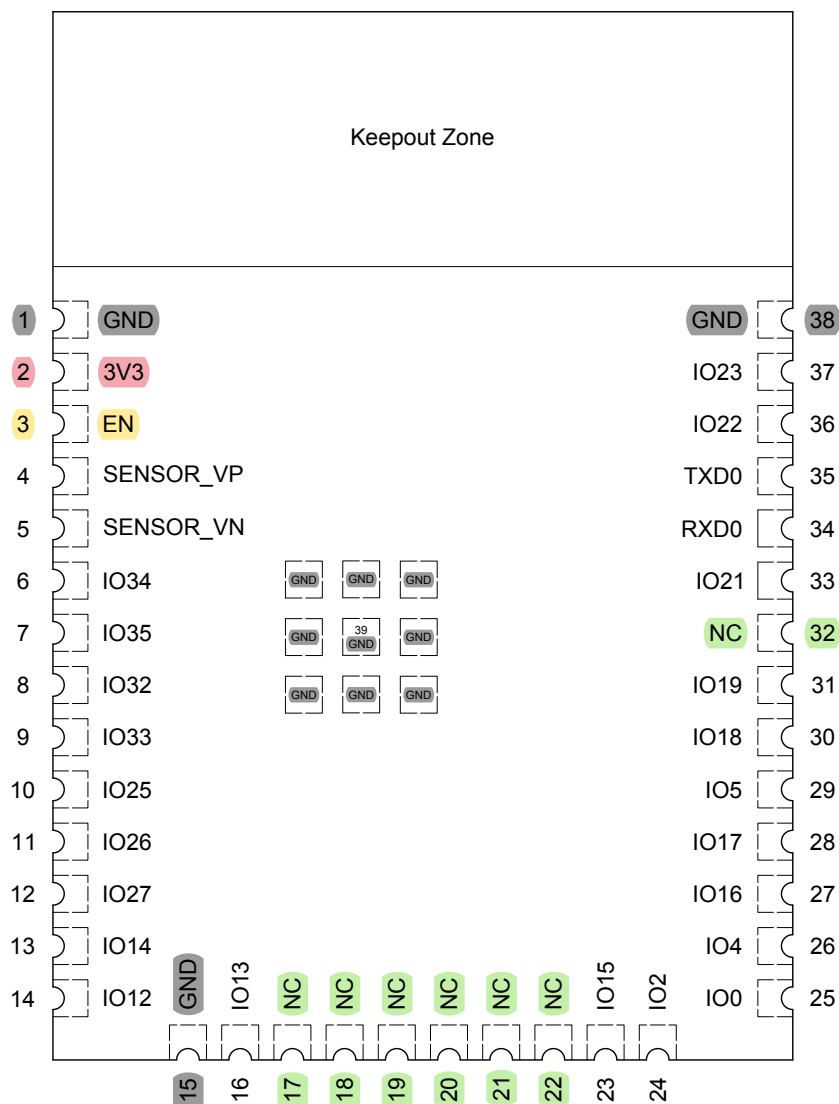 Keepout Zone
1 GND GND 38
2 3V3 IO23 37
3 EN IO22 36
4 SENSOR_VP TXD0 35
5 SENSOR_VN RXD0 34
6 IO34 GND GND GND IO21 33
7 IO35 GND 39 GND GND NC 32
8 IO32 GND GND GND IO19 31
9 IO33 IO18 30
10 IO25 IO5 29
11 IO26 IO17 28
12 IO27 IO16 27
13 IO14 IO4 26
14 IO12 GND IO13 NC NC NC NC NC NC IO15 IO2 IO0 25
15 16 17 18 19 20 21 22 23 24